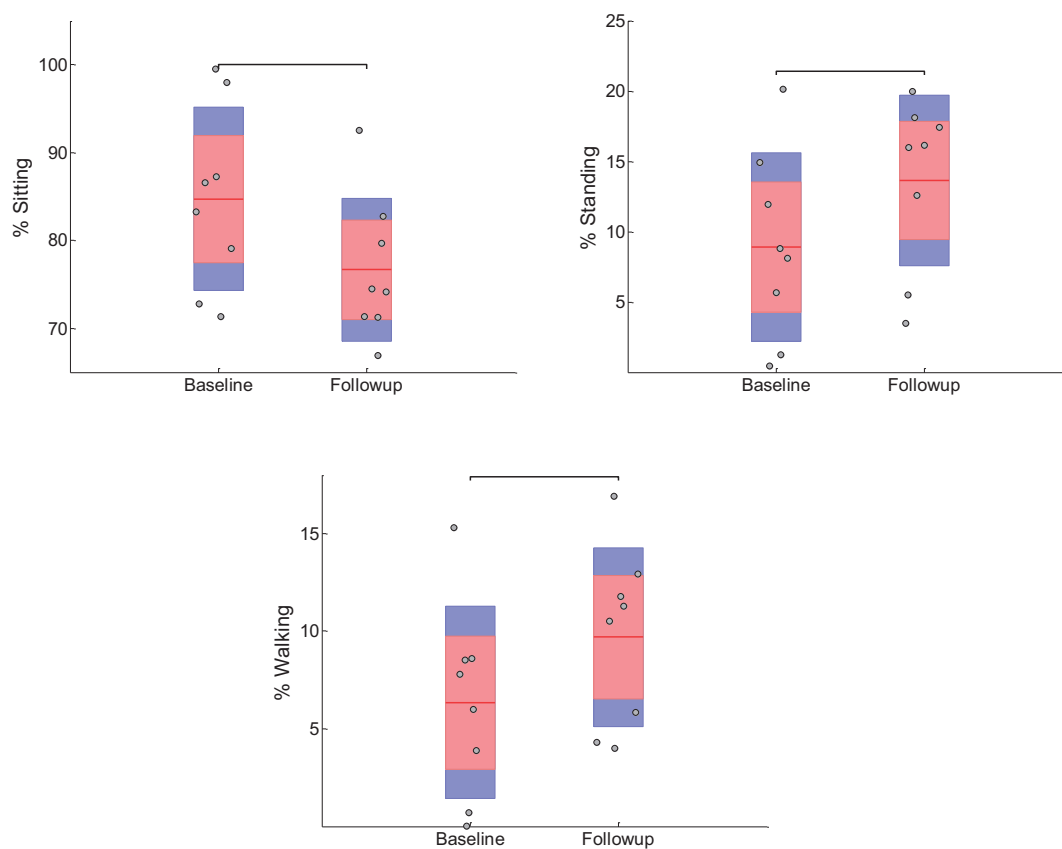 % Sitting
100
90
80
70
Baseline
Followup
% Standing
25
20
15
10
5
Baseline
Followup
% Walking
15
10
5
Baseline
Followup